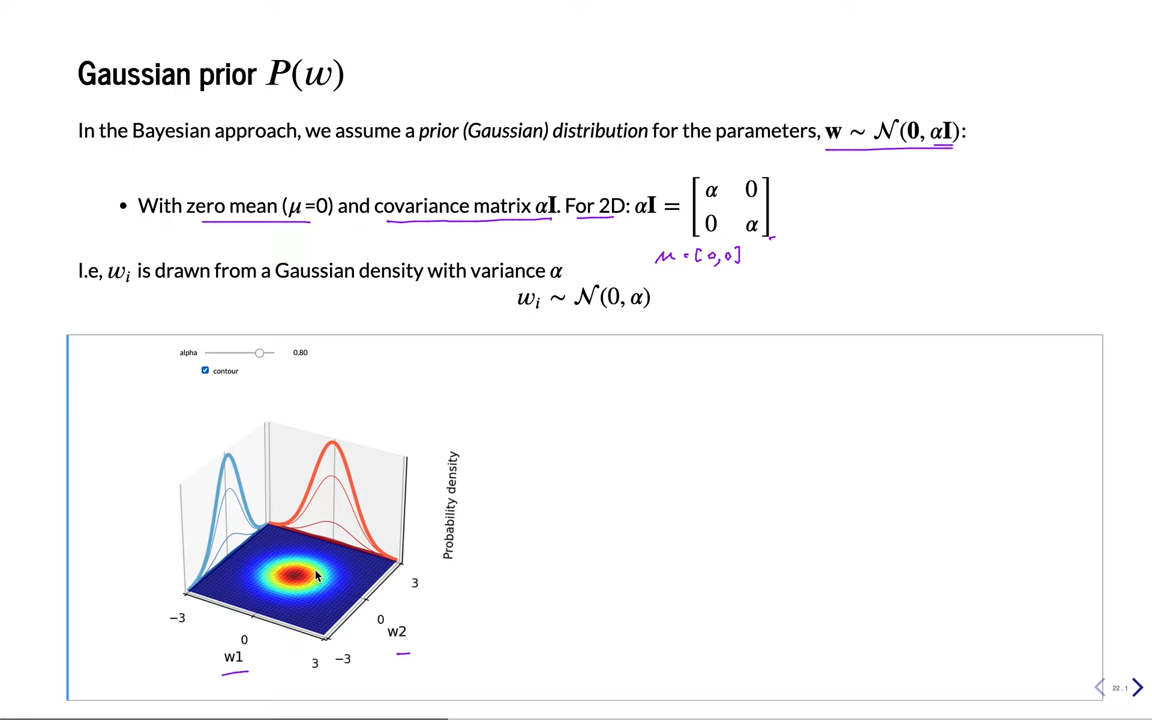 Gaussian prior P(w)
In the Bayesian approach, we assume a prior (Gaussian) distribution for the parameters, w ∼ 𝒩(0, αI):
• With zero mean (μ=0) and covariance matrix αI. For 2D: αI = [α 0
0 α]
μ = [0,0]
I.e, wᵢ is drawn from a Gaussian density with variance α
wᵢ ∼ 𝒩(0, α)
alpha 0.80
contour
Probability density
3
−3
0
0
w2
w1
3 −3
22.1